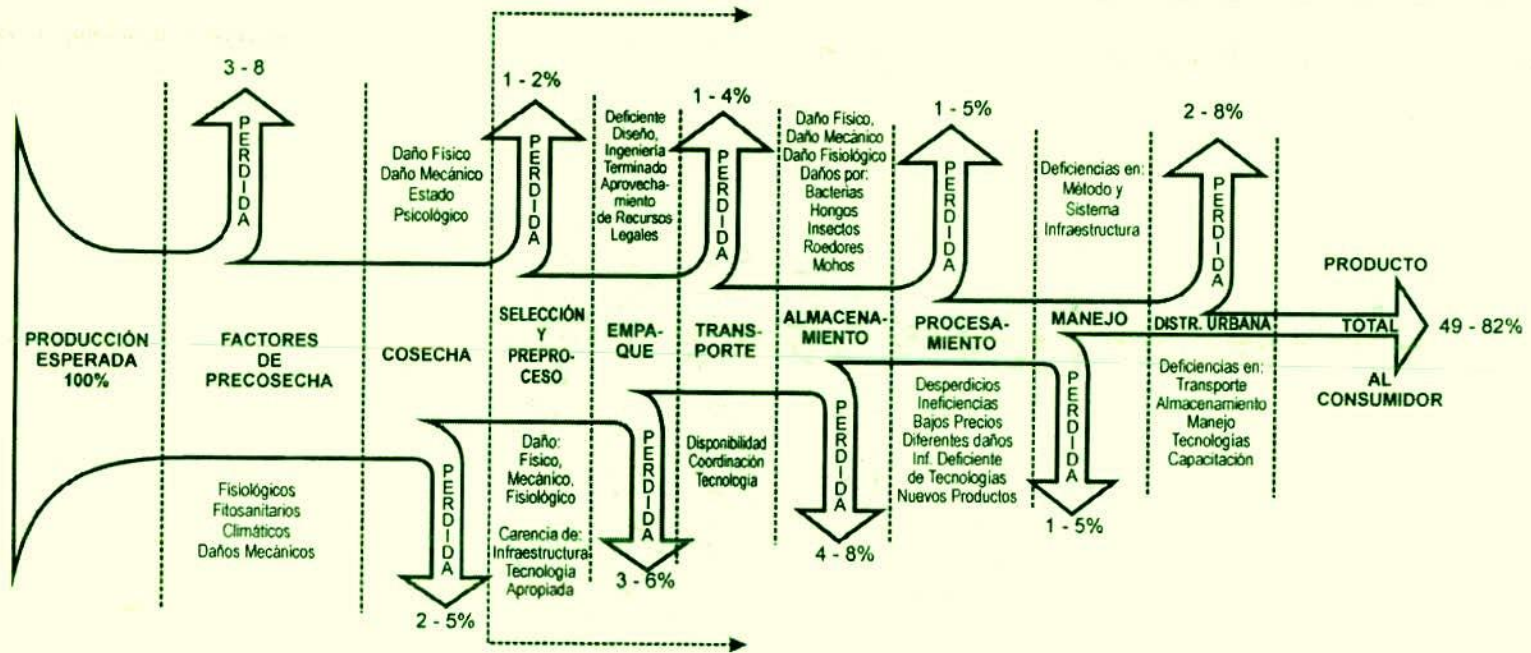 3 - 8
PERDIDA
1 - 2%
PERDIDA
1 - 4%
PERDIDA
1 - 5%
PERDIDA
2 - 8%
PERDIDA
Daño Físico
Daño Mecánico
Estado
Psicológico
Deficiente
Diseño,
Ingeniería
Terminado
Aprovecha-
miento
de Recursos
Legales
Daño Físico,
Daño Mecánico
Daño Fisiológico
Daños por:
Bacterias
Hongos
Insectos
Roedores
Mohos
Deficiencias en:
Método y
Sistema
Infraestructura
PRODUCCIÓN
ESPERADA
100%
FACTORES
DE
PRECOSECHA
COSECHA
SELECCIÓN
Y
PREPRO-
CESO
EMPA-
QUE
TRANS-
PORTE
ALMACENA-
MIENTO
PROCESA-
MIENTO
MANEJO
DISTR. URBANA
PRODUCTO
TOTAL
AL
CONSUMIDOR
49 - 82%
Fisiológicos
Fitosanitarios
Climáticos
Daños Mecánicos
PERDIDA
2 - 5%
Daño:
Físico,
Mecánico,
Fisiológico
Carencia de:
Infraestructura
Tecnología
Apropiada
PERDIDA
3 - 6%
Disponibilidad
Coordinación
Tecnología
PERDIDA
4 - 8%
Desperdicios
Ineficiencias
Bajos Precios
Diferentes daños
Inf. Deficiente
de Tecnologías
Nuevos Productos
PERDIDA
1 - 5%
Deficiencias en:
Transporte
Almacenamiento
Manejo
Tecnologías
Capacitación